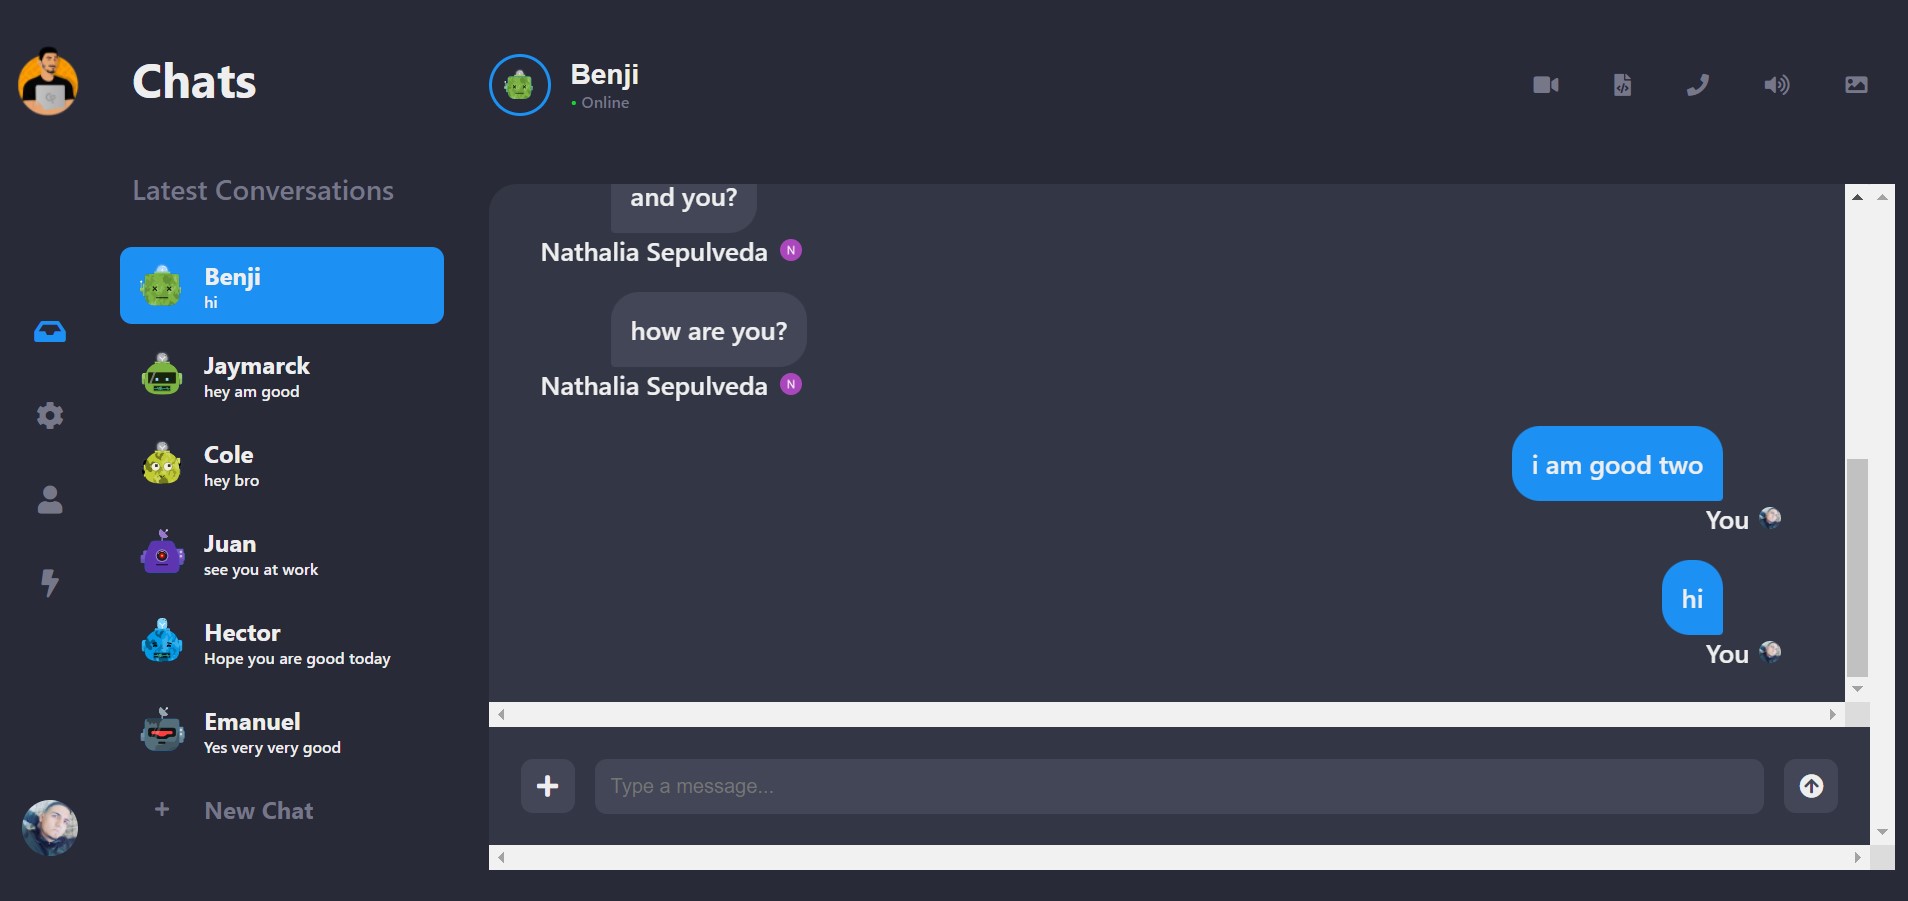 Chats
Latest Conversations
Benji
hi
Jaymarck
hey am good
Cole
hey bro
Juan
see you at work
Hector
Hope you are good today
Emanuel
Yes very very good
+ New Chat
Benji
• Online
and you?
Nathalia Sepulveda N
how are you?
Nathalia Sepulveda N
i am good two
You
hi
You
Type a message...